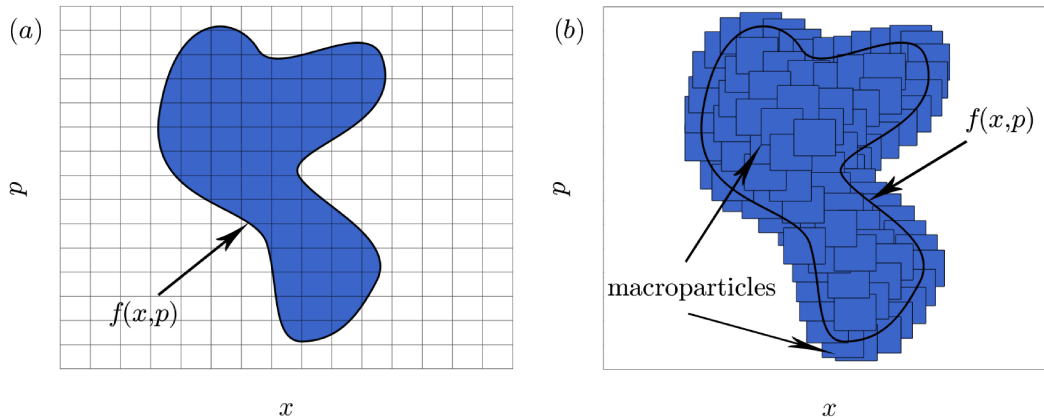 (a)
p
f(x,p)
x
(b)
p
f(x,p)
macroparticles
x